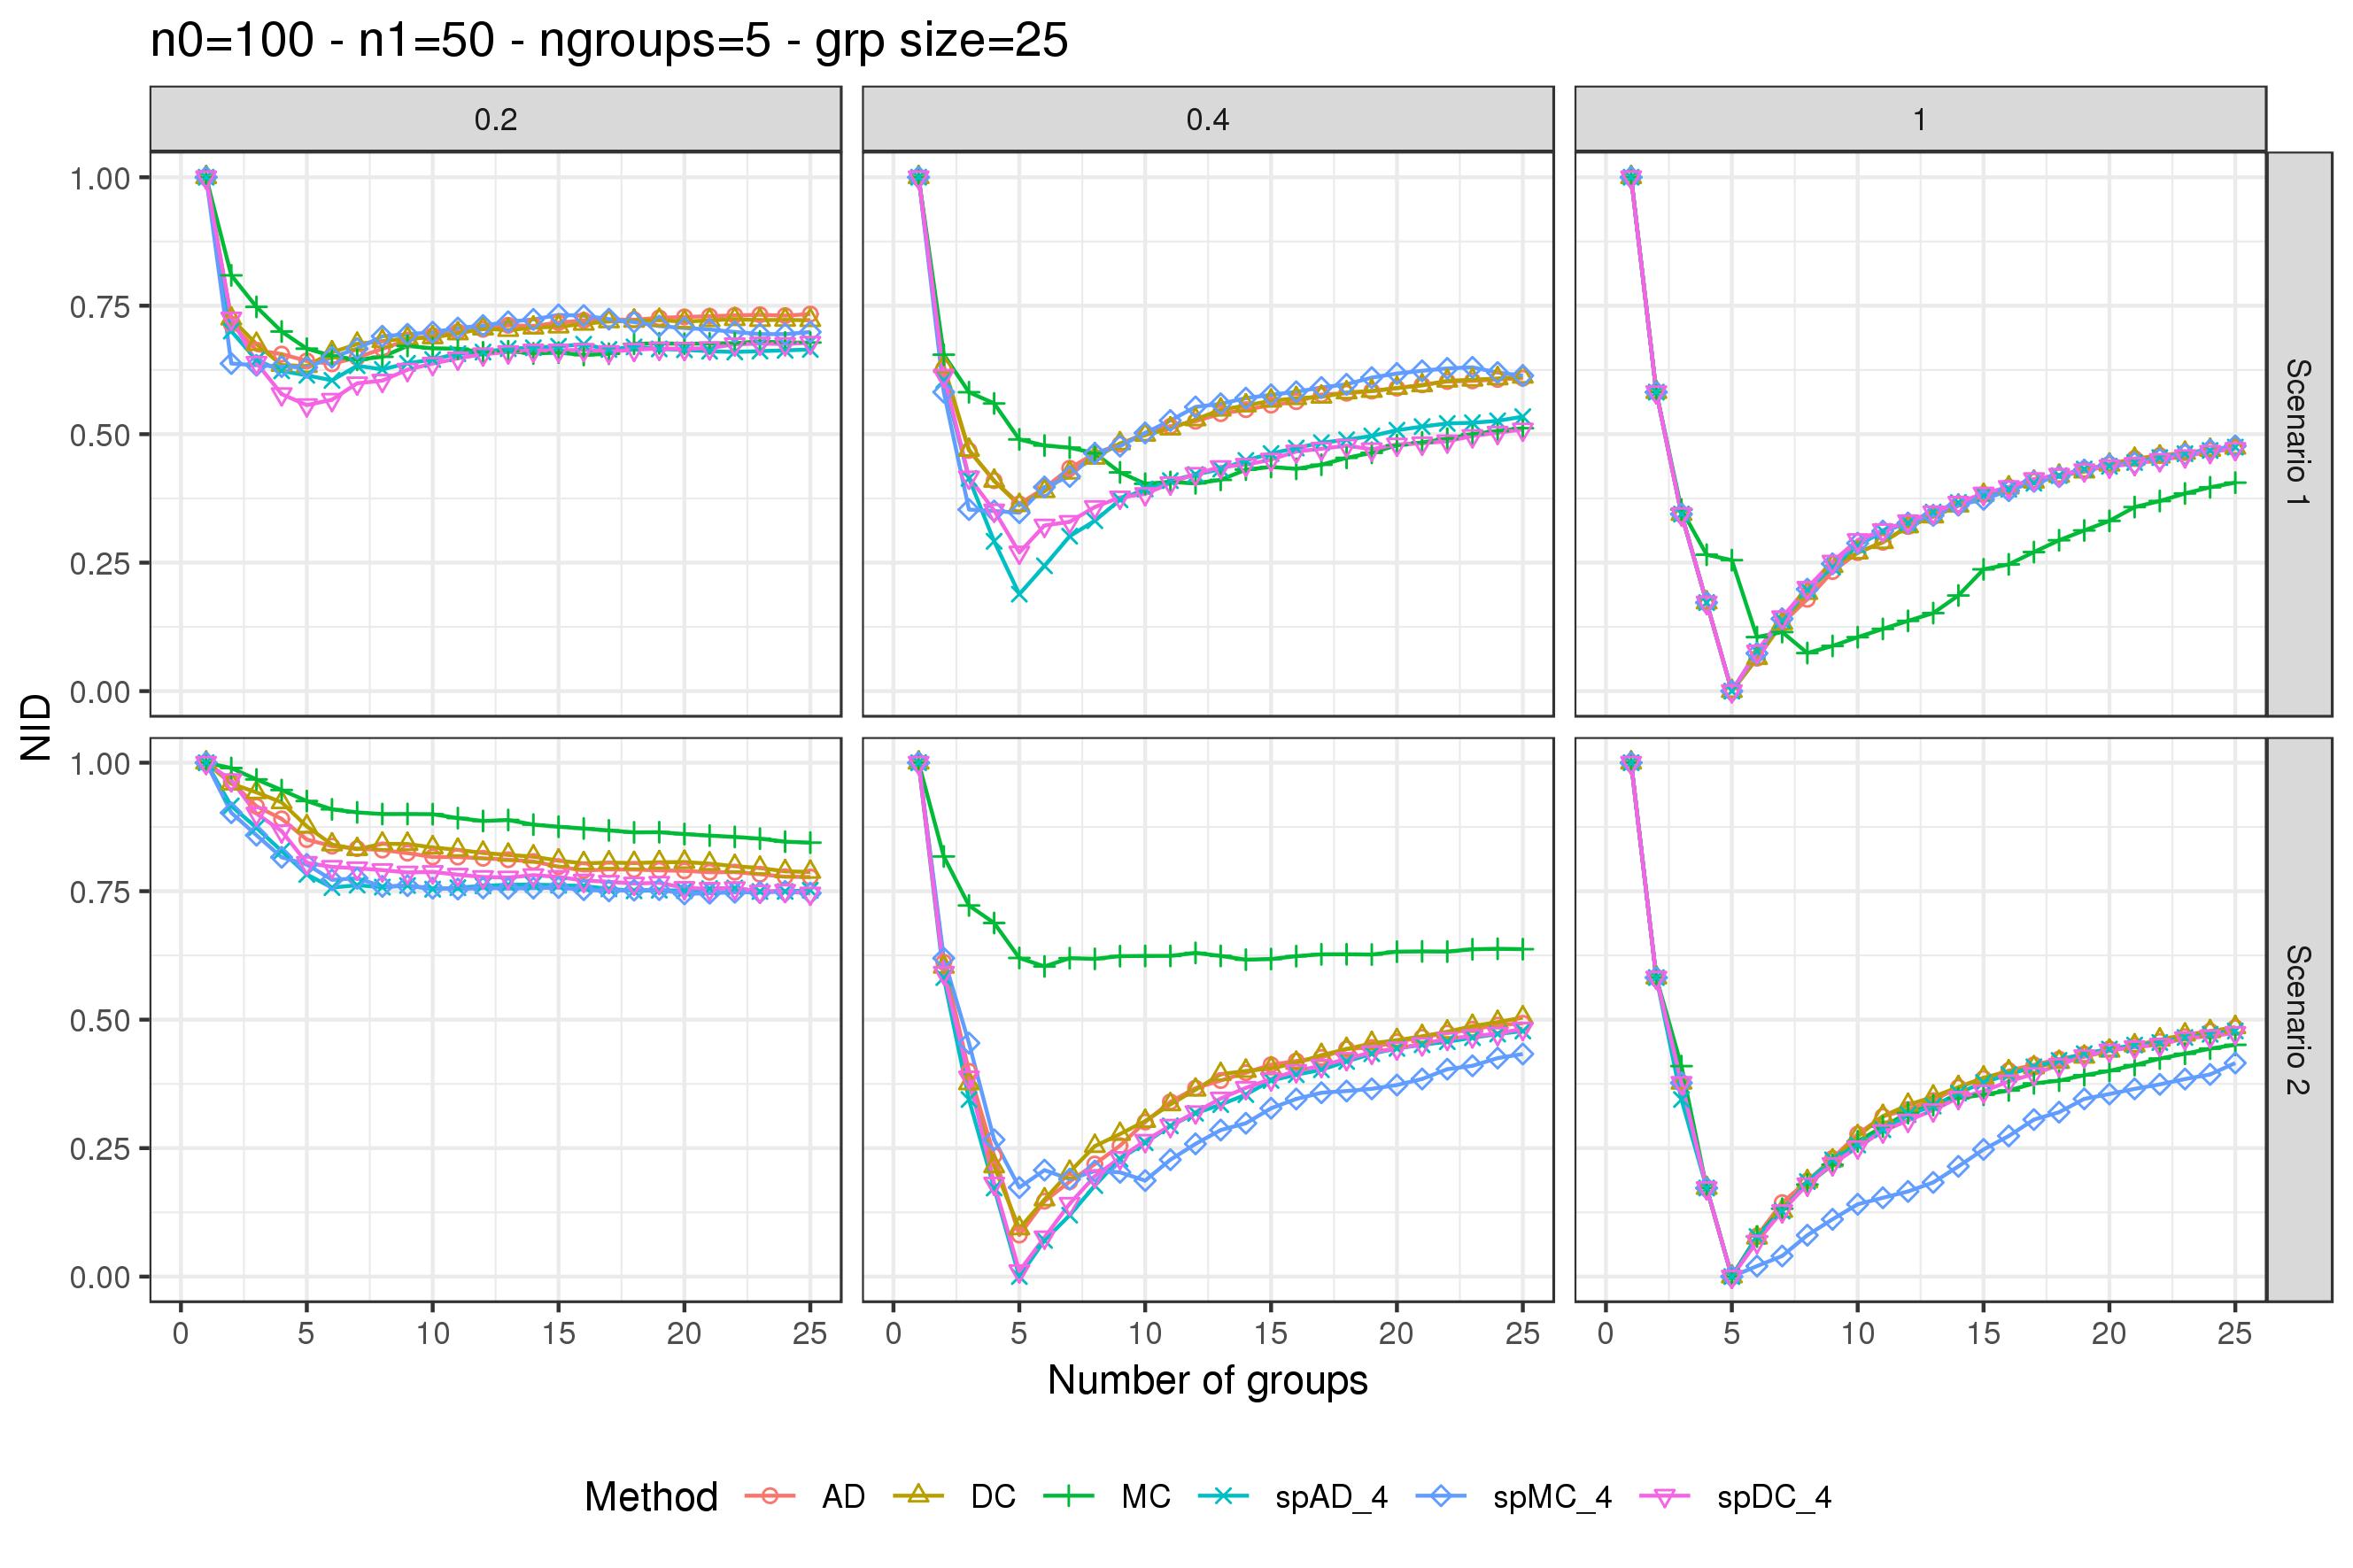 n0=100 - n1=50 - ngroups=5 - grp size=25
0.2 0.4 1
1.00
0.75
0.50
0.25
0.00
Scenario 1
NID
1.00
0.75
0.50
0.25
0.00
Scenario 2
0 5 10 15 20 25 0 5 10 15 20 25 0 5 10 15 20 25
Number of groups
Method AD DC MC spAD_4 spMC_4 spDC_4